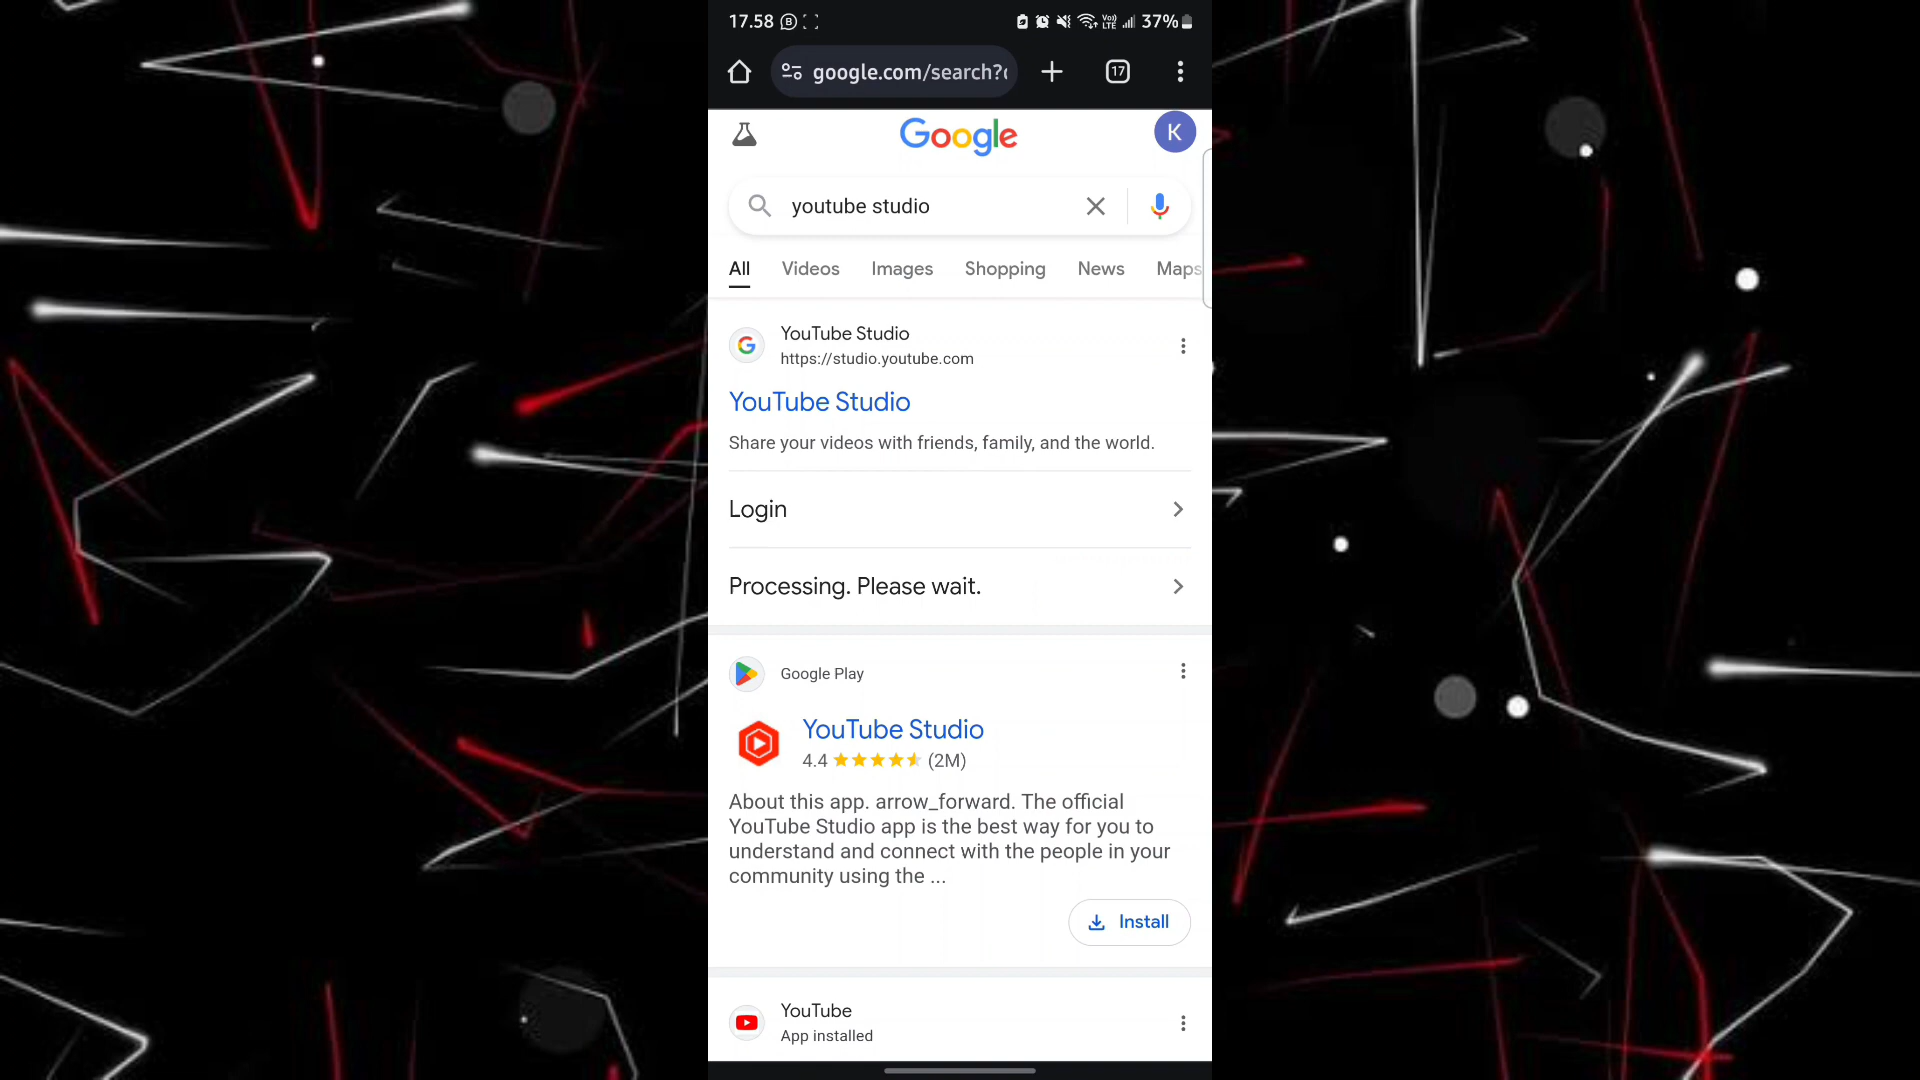 17.58
Vo))
LTE
37%
google.com/search?
17
Google
K
youtube studio
All Videos Images Shopping News Maps
YouTube Studio
https://studio.youtube.com
YouTube Studio
Share your videos with friends, family, and the world.
Login
Processing. Please wait.
Google Play
YouTube Studio
4.4 ★★★★★ (2M)
About this app. arrow_forward. The official
YouTube Studio app is the best way for you to
understand and connect with the people in your
community using the ...
Install
YouTube
App installed